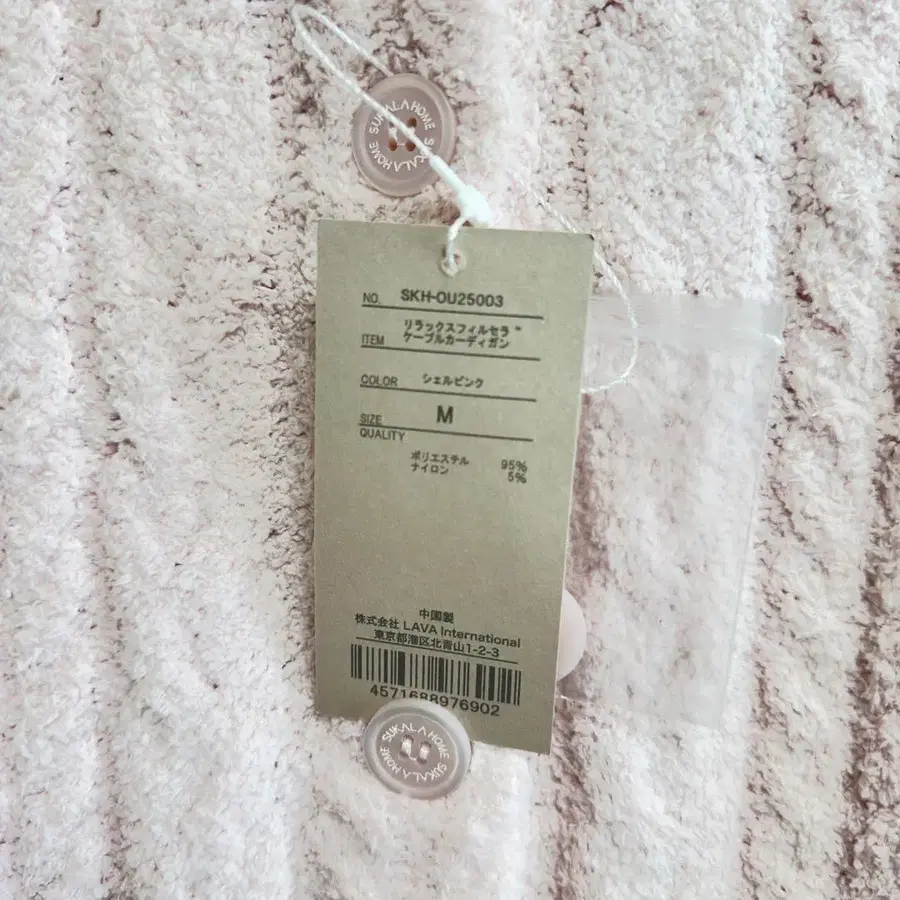 SUKALA HOME SUKALA HOME
NO. SKH-OU25003
リラックスフィルセラ™
ITEM ケーブルカーディガン
COLOR シェルピンク
SIZE M
QUALITY
ポリエステル 95%
ナイロン 5%
中国製
株式会社 LAVA International
東京都港区北青山1-2-3
4571688976902
SUKALA HOME SUKALA HOME